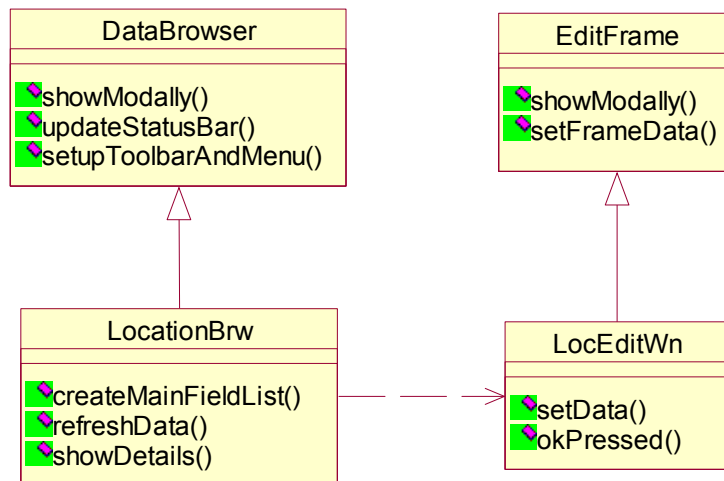 DataBrowser
showModally()
updateStatusBar()
setupToolbarAndMenu()
EditFrame
showModally()
setFrameData()
LocationBrw
createMainFieldList()
refreshData()
showDetails()
LocEditWn
setData()
okPressed()